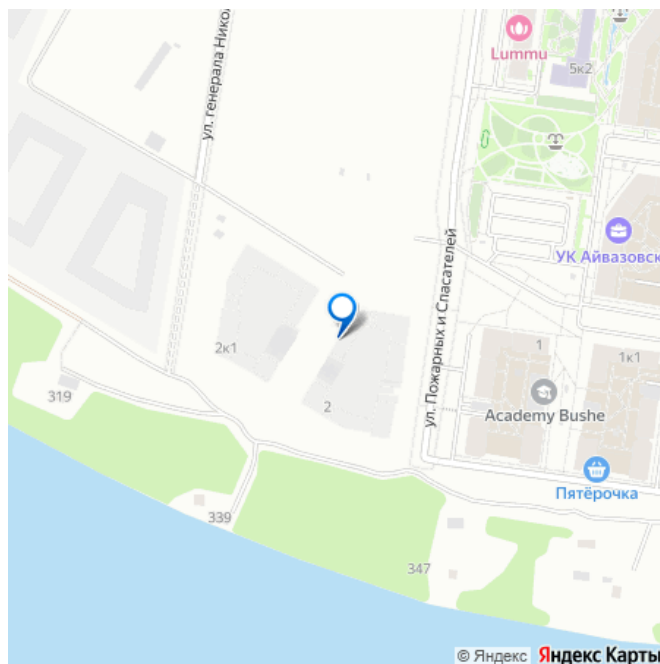 Lummu
5к2
ул. генерала Нико
УК Айвазовск
ул. Пожарных и Спасателей
2к1
1
1к1
319
2
Academy Bushe
Пятёрочка
339
347
© Яндекс Яндекс Карты